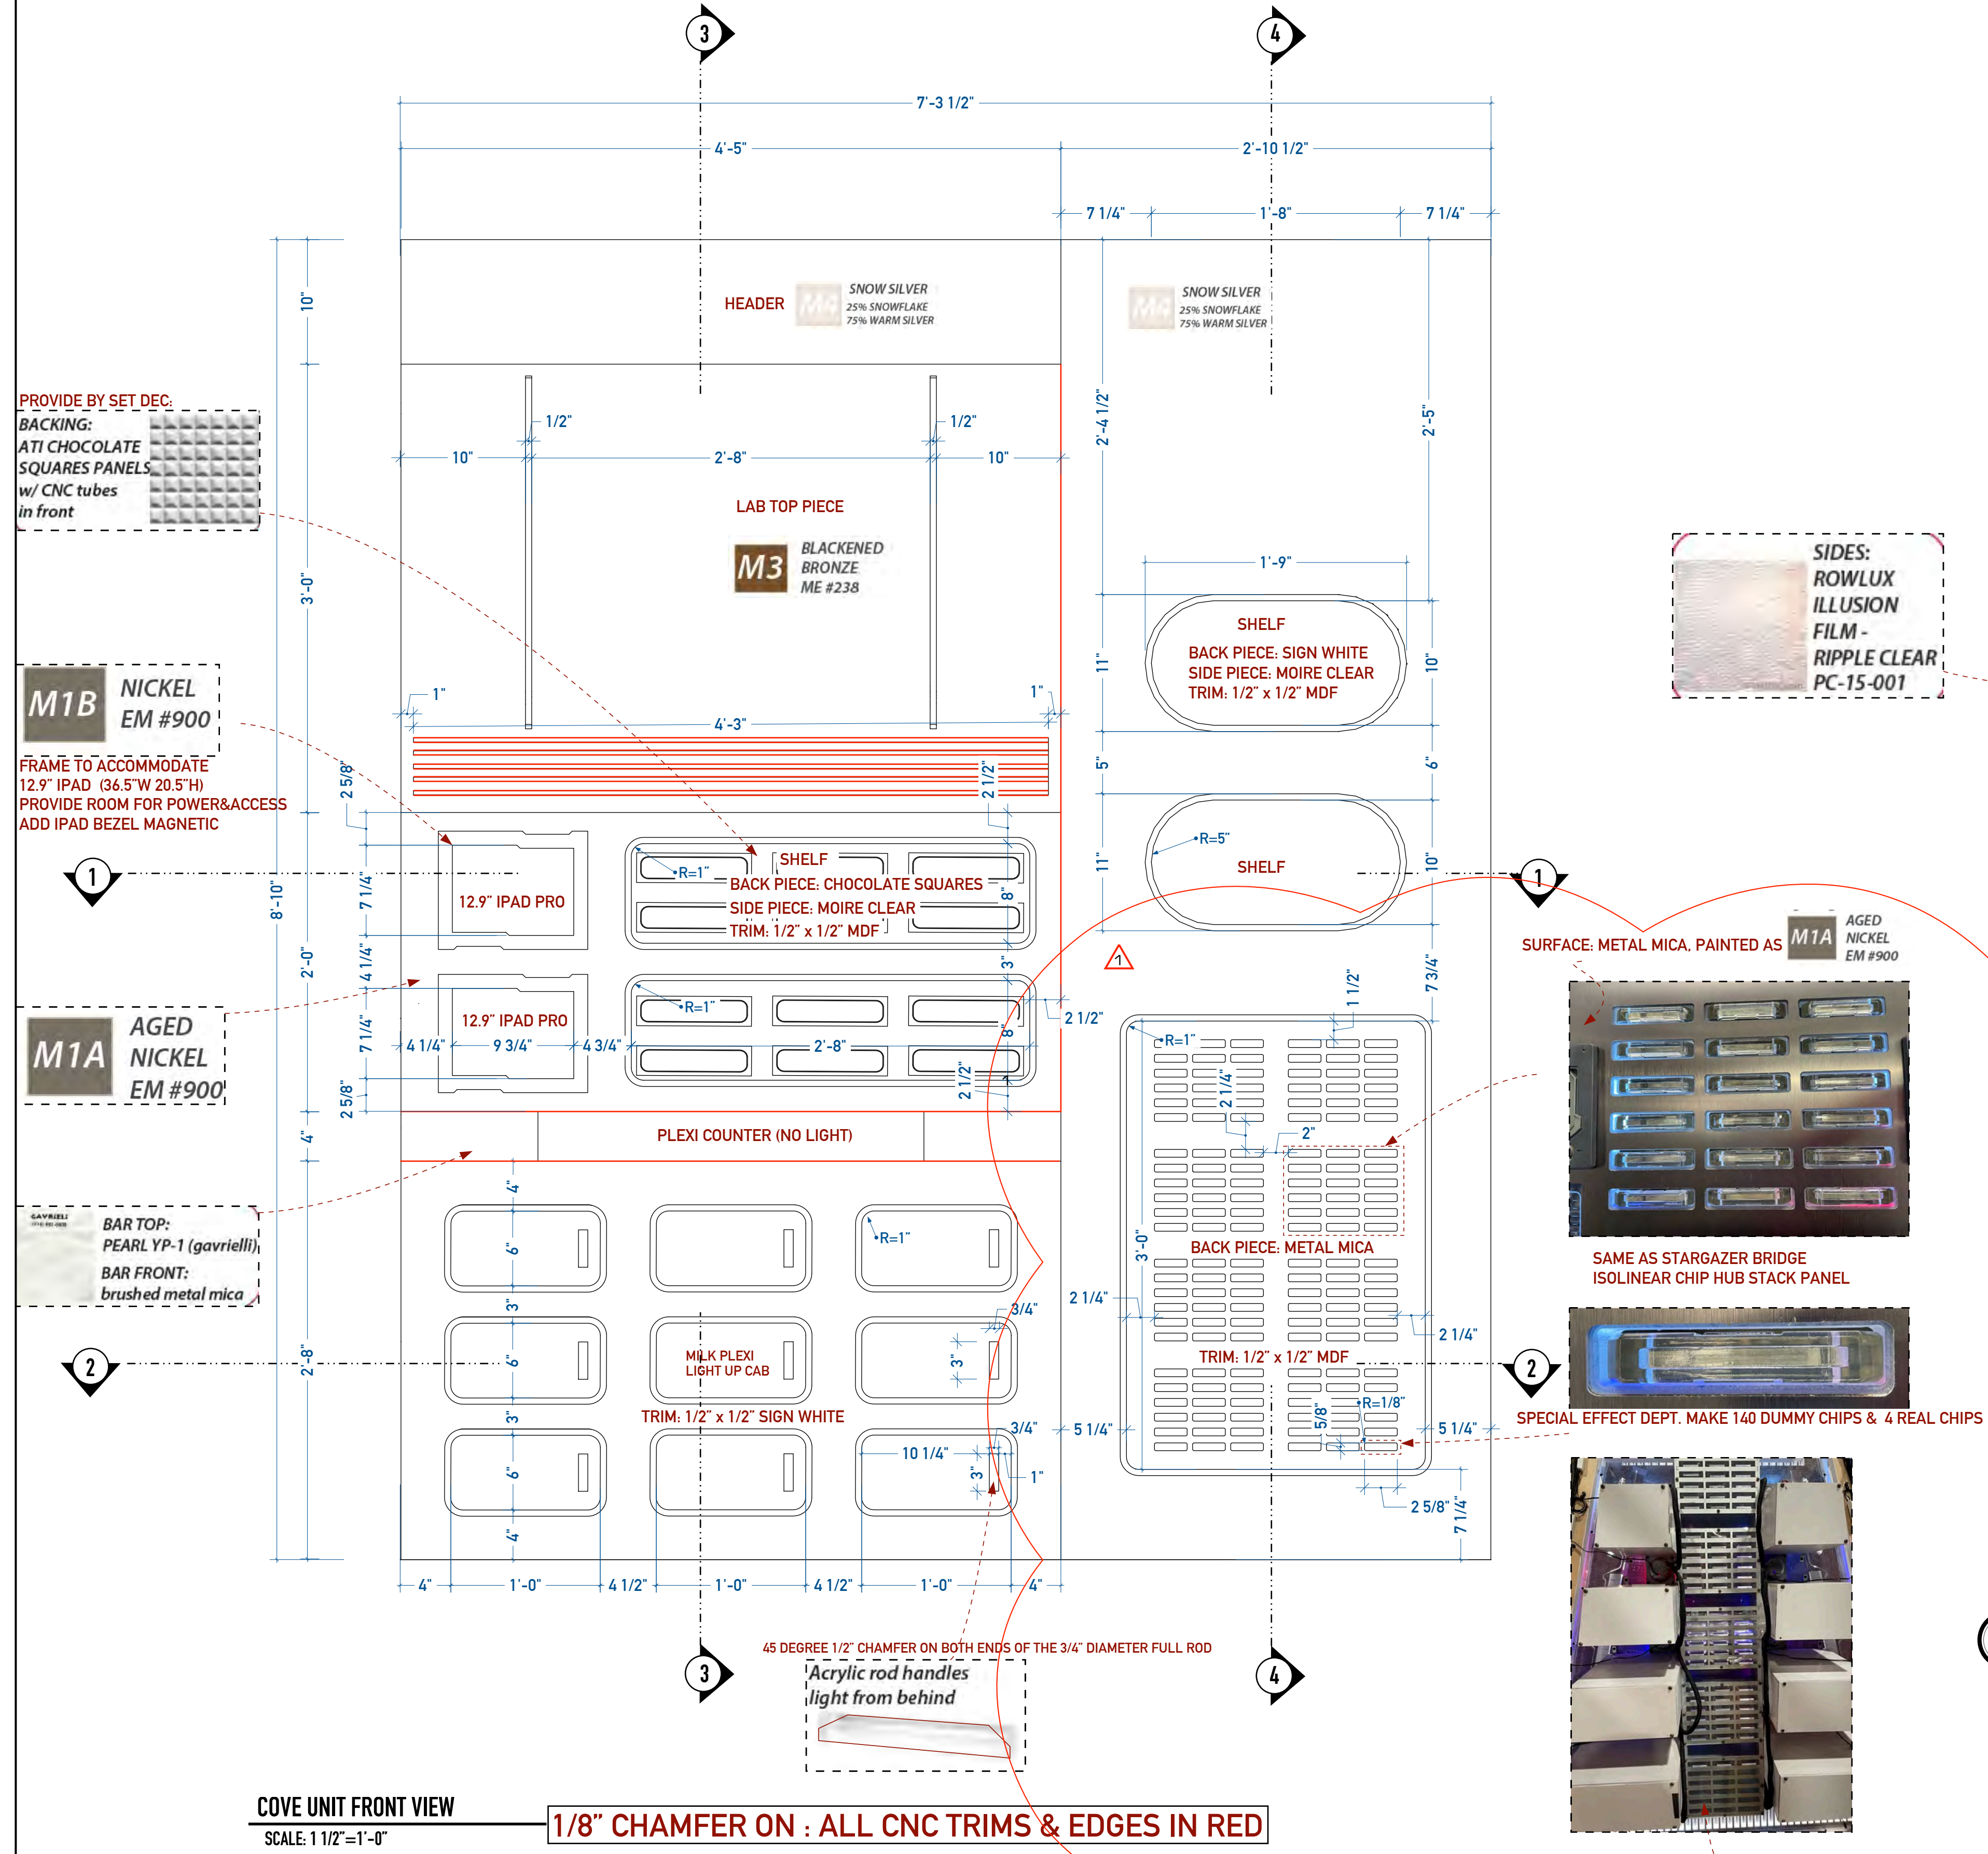 3
4
7'-3 1/2"
4'-5"
2'-10 1/2"
7 1/4"
1'-8"
7 1/4"
10"
HEADER
M4
SNOW SILVER
25% SNOWFLAKE
75% WARM SILVER
M4
SNOW SILVER
25% SNOWFLAKE
75% WARM SILVER
PROVIDE BY SET DEC:
BACKING:
ATI CHOCOLATE
SQUARES PANELS
w/ CNC tubes
in front
1/2"
1/2"
10"
2'-8"
10"
2'-4 1/2"
2'-5"
LAB TOP PIECE
M3
BLACKENED
BRONZE
ME #238
3'-0"
1'-9"
SIDES:
ROWLUX
ILLUSION
FILM -
RIPPLE CLEAR
PC-15-001
SHELF
BACK PIECE: SIGN WHITE
SIDE PIECE: MOIRE CLEAR
TRIM: 1/2" x 1/2" MDF
11"
10"
M1B
NICKEL
EM #900
1"
4'-3"
1"
FRAME TO ACCOMMODATE
12.9" IPAD (36.5"W 20.5"H)
PROVIDE ROOM FOR POWER&ACCESS
ADD IPAD BEZEL MAGNETIC
2 5/8"
2 1/2"
5"
6"
R=5"
SHELF
11"
10"
1
1
8'-10"
7 1/4"
12.9" IPAD PRO
R=1"
SHELF
BACK PIECE: CHOCOLATE SQUARES
SIDE PIECE: MOIRE CLEAR
TRIM: 1/2" x 1/2" MDF
8"
2'-0"
4 1/4"
3"
1
7 3/4"
1 1/2"
SURFACE: METAL MICA, PAINTED AS
M1A
AGED
NICKEL
EM #900
M1A
AGED
NICKEL
EM #900
7 1/4"
12.9" IPAD PRO
4 1/4"
9 3/4"
4 3/4"
R=1"
2'-8"
8"
2 1/2"
2 1/2"
2 5/8"
R=1"
2 1/4"
2"
4"
PLEXI COUNTER (NO LIGHT)
GAVRIELI
BAR TOP:
PEARL YP-1 (gavrielli)
BAR FRONT:
brushed metal mica
4"
6"
R=1"
3'-0"
BACK PIECE: METAL MICA
SAME AS STARGAZER BRIDGE
ISOLINEAR CHIP HUB STACK PANEL
3"
3/4"
2 1/4"
2 1/4"
2
2'-8"
6"
MILK PLEXI
LIGHT UP CAB
3"
TRIM: 1/2" x 1/2" MDF
2
3"
TRIM: 1/2" x 1/2" SIGN WHITE
3/4"
5 1/4"
5/8"
R=1/8"
5 1/4"
SPECIAL EFFECT DEPT. MAKE 140 DUMMY CHIPS & 4 REAL CHIPS
6"
10 1/4"
3"
1"
2 5/8"
7 1/4"
4"
4"
1'-0"
4 1/2"
1'-0"
4 1/2"
1'-0"
4"
45 DEGREE 1/2" CHAMFER ON BOTH ENDS OF THE 3/4" DIAMETER FULL ROD
3
4
Acrylic rod handles
light from behind
COVE UNIT FRONT VIEW
SCALE: 1 1/2"=1'-0"
1/8" CHAMFER ON : ALL CNC TRIMS & EDGES IN RED